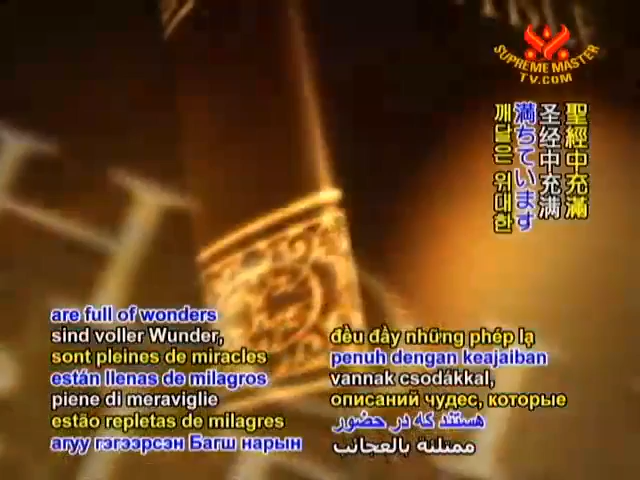 SUPREME MASTER
TV.COM
聖經中充滿
圣经中充满
満ちています
깨달은 위대한
are full of wonders
sind voller Wunder,
sont pleines de miracles
están llenas de milagros
piene di meraviglie
estão repletas de milagres
агуу гэгээрсэн Багш нарын
đều đầy những phép lạ
penuh dengan keajaiban
vannak csodákkal,
описаний чудес, которые
هستند که در حضور
ممتلئة بالعجائب